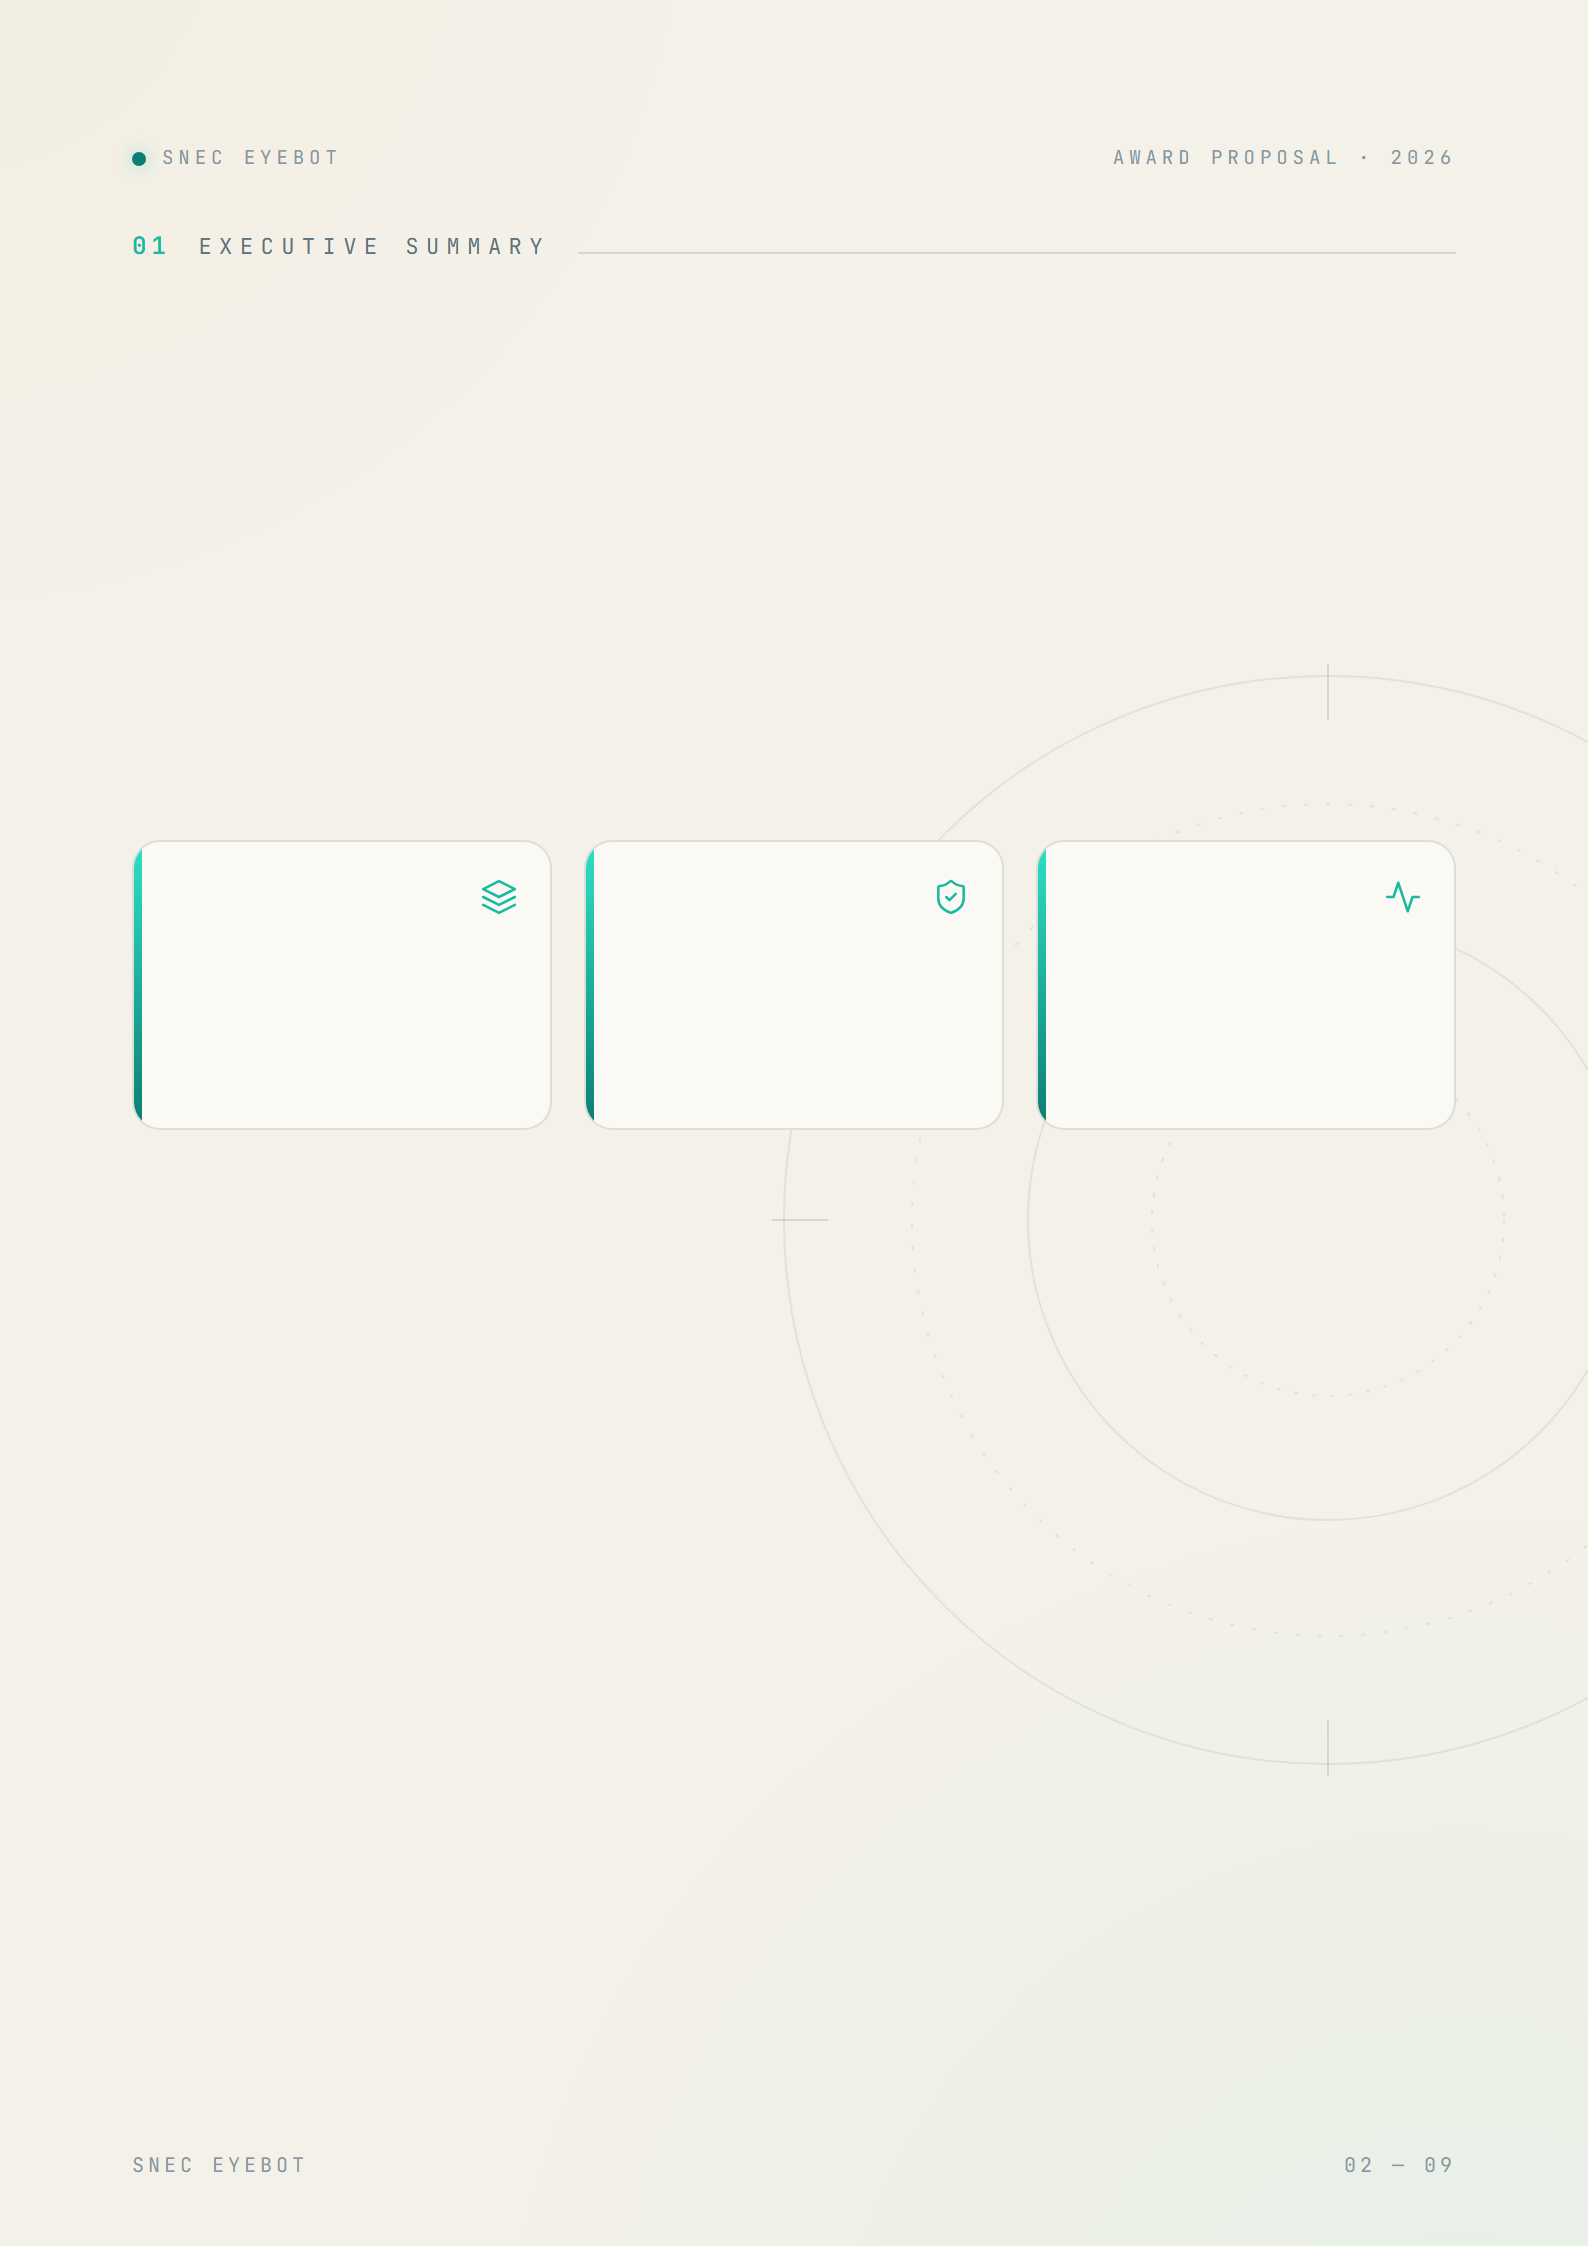 SNEC EYEBOT
AWARD PROPOSAL · 2026
01 EXECUTIVE SUMMARY
SNEC EYEBOT
02 — 09